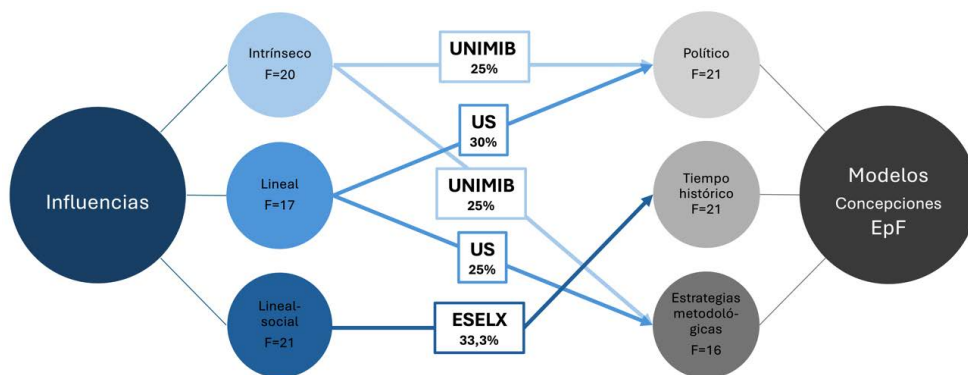 Influencias
Intrínseco
F=20
Lineal
F=17
Lineal-
social
F=21
UNIMIB
25%
US
30%
UNIMIB
25%
US
25%
ESELX
33,3%
Político
F=21
Tiempo
histórico
F=21
Estrategias
metodoló-
gicas
F=16
Modelos
Concepciones
EpF